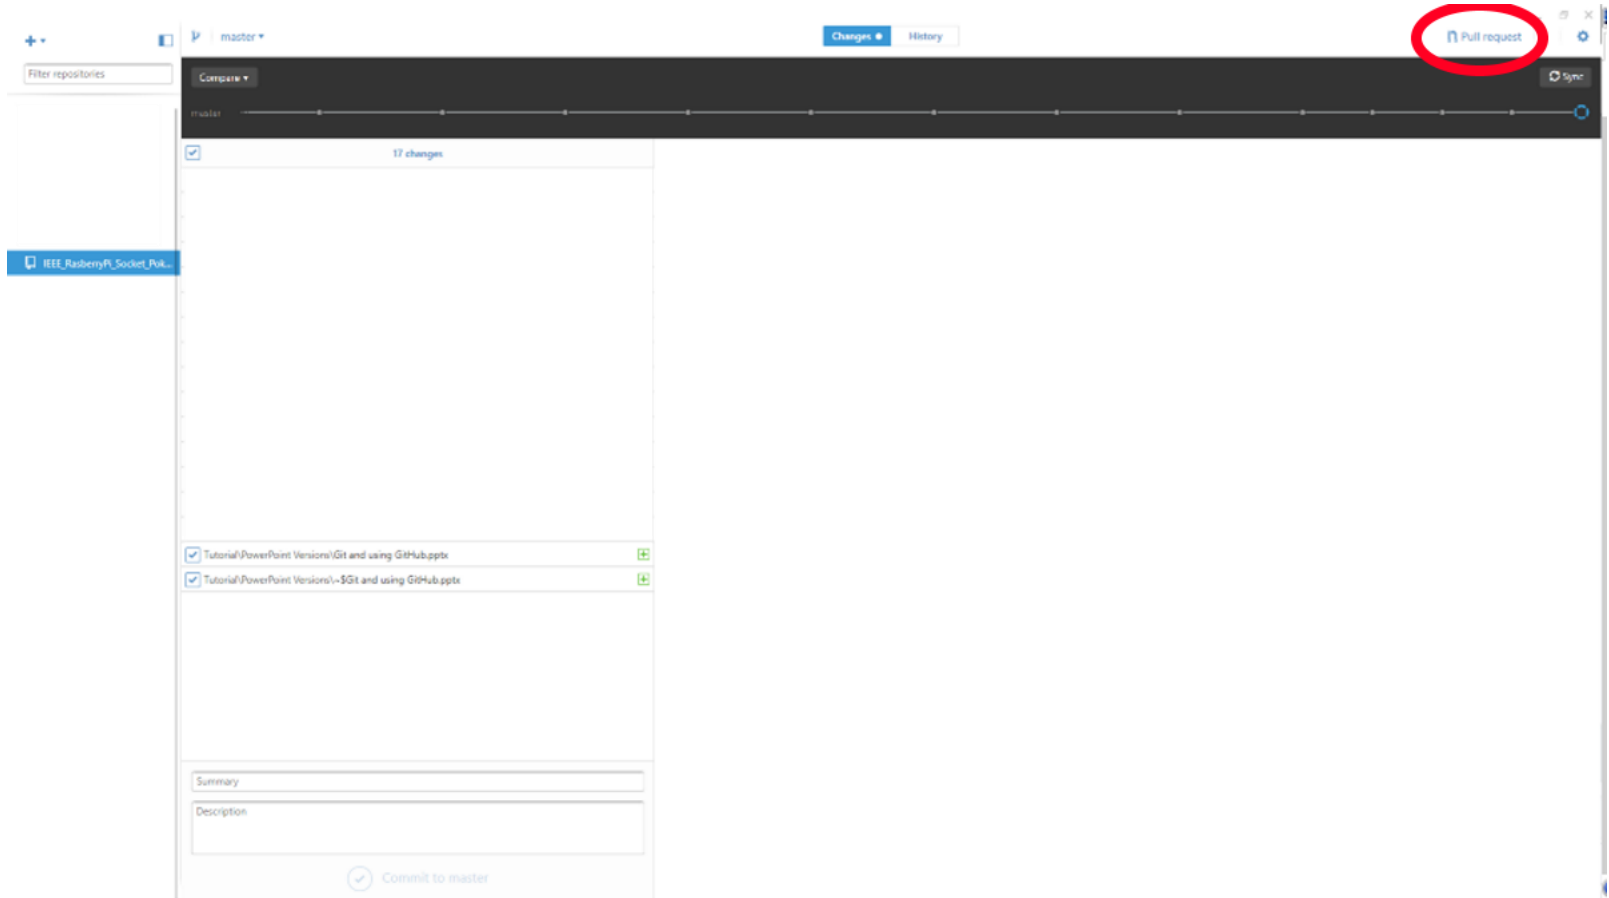 master
Changes
History
Pull request
Filter repositories
Compare
Sync
master
17 changes
IEEE_RasberryPi_Socket_Pok...
Tutorial\PowerPoint Versions\Git and using GitHub.pptx
Tutorial\PowerPoint Versions\~$Git and using GitHub.pptx
Summary
Description
Commit to master